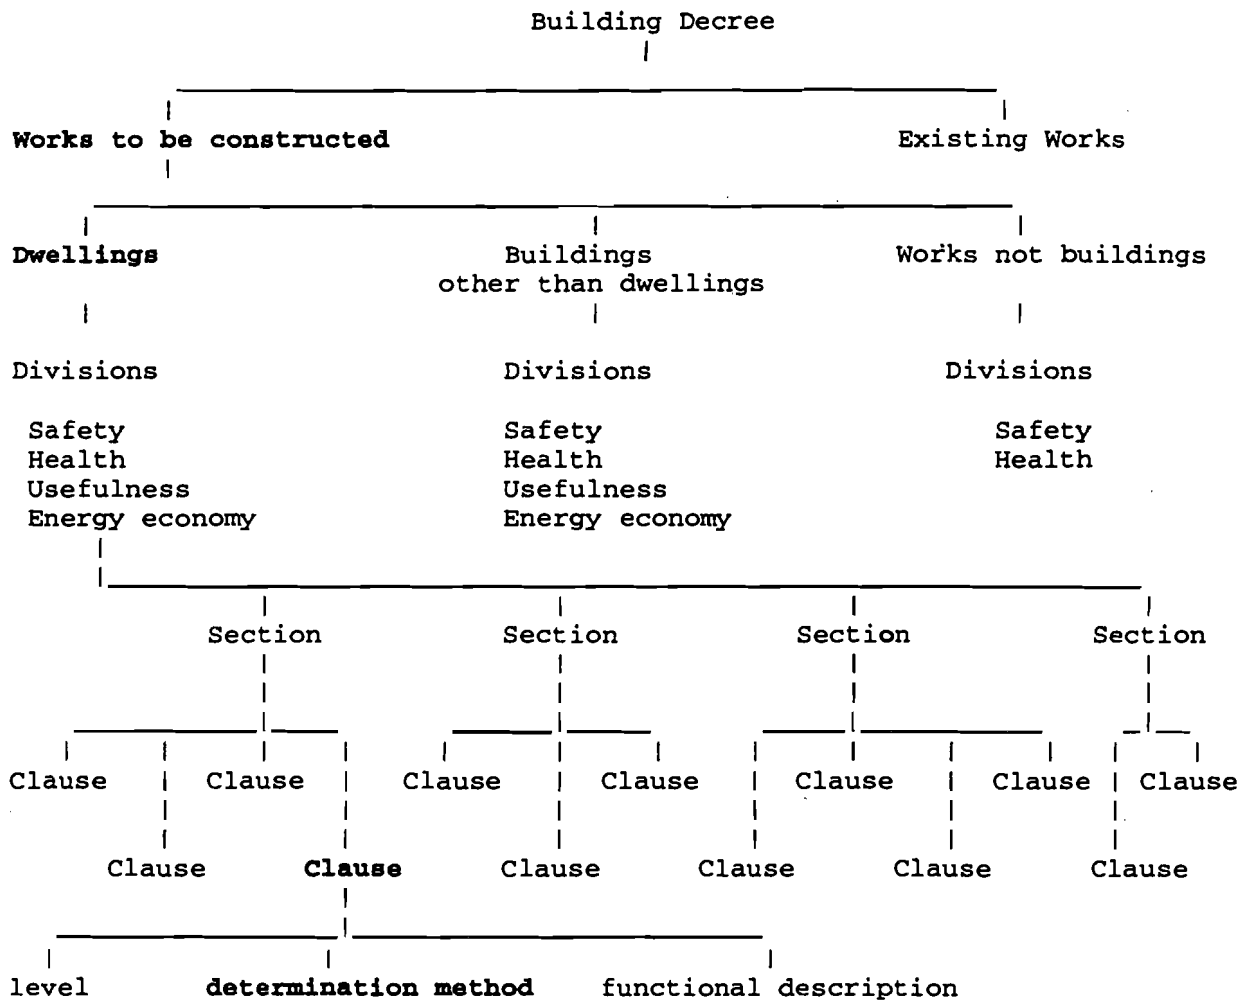 Building Decree
Works to be constructed Existing Works
Dwellings Buildings Works not buildings
other than dwellings
Divisions Divisions Divisions
Safety Safety Safety
Health Health Health
Usefulness Usefulness
Energy economy Energy economy
Section Section Section Section
Clause Clause Clause Clause Clause Clause Clause
Clause Clause Clause Clause Clause Clause
level determination method functional description